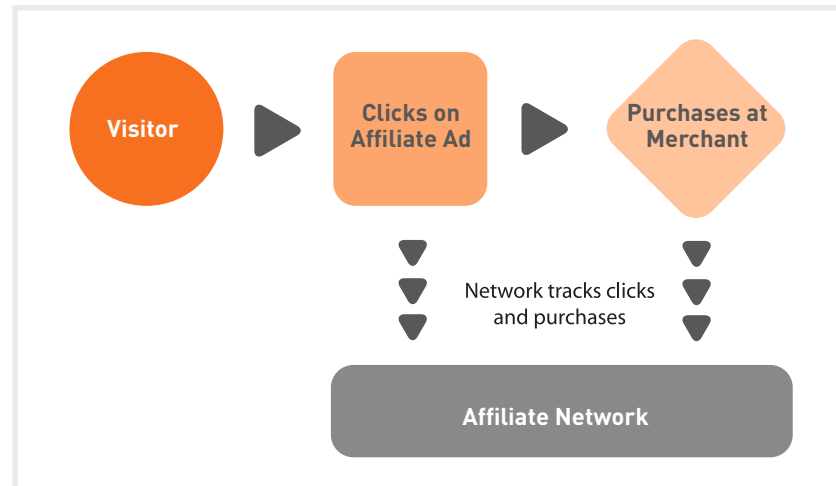 Visitor
Clicks on
Affiliate Ad
Purchases at
Merchant
Network tracks clicks
and purchases
Affiliate Network